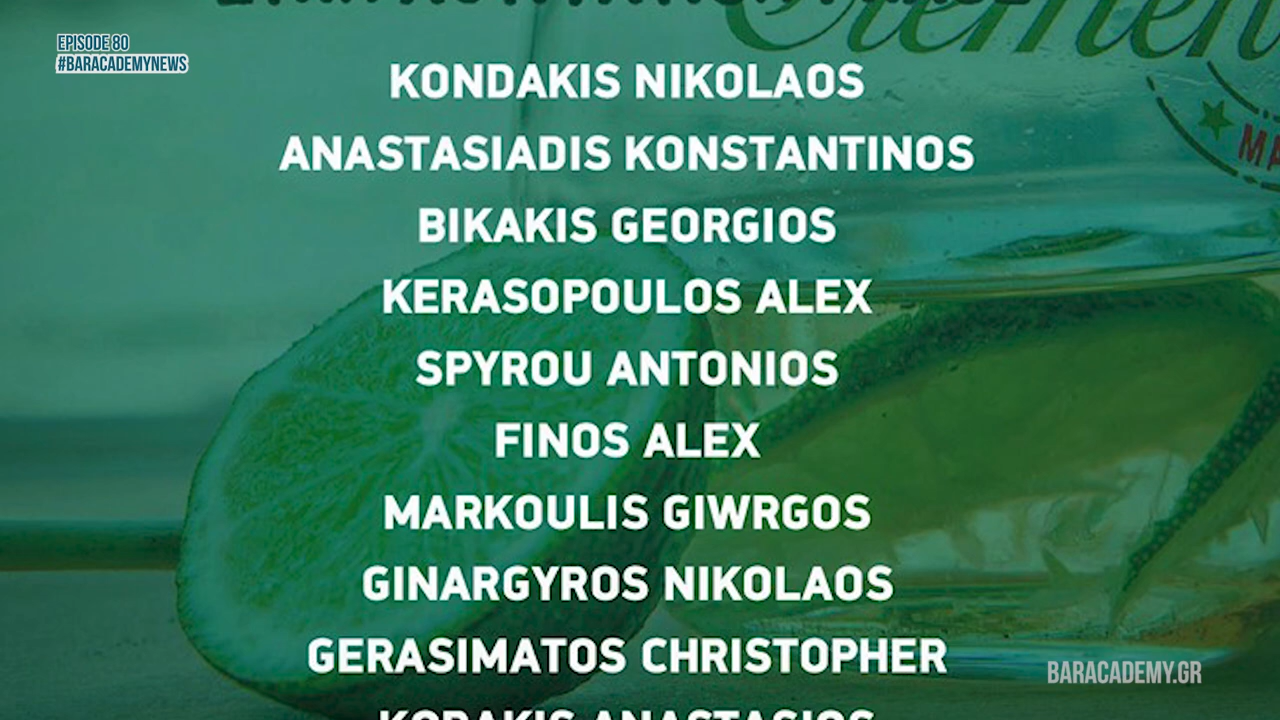 EPISODE 80
#BARACADEMYNEWS
KONDAKIS NIKOLAOS
ANASTASIADIS KONSTANTINOS
BIKAKIS GEORGIOS
KERASOPOULOS ALEX
SPYROU ANTONIOS
FINOS ALEX
MARKOULIS GIWRGOS
GINARGYROS NIKOLAOS
GERASIMATOS CHRISTOPHER
BARACADEMY.GR